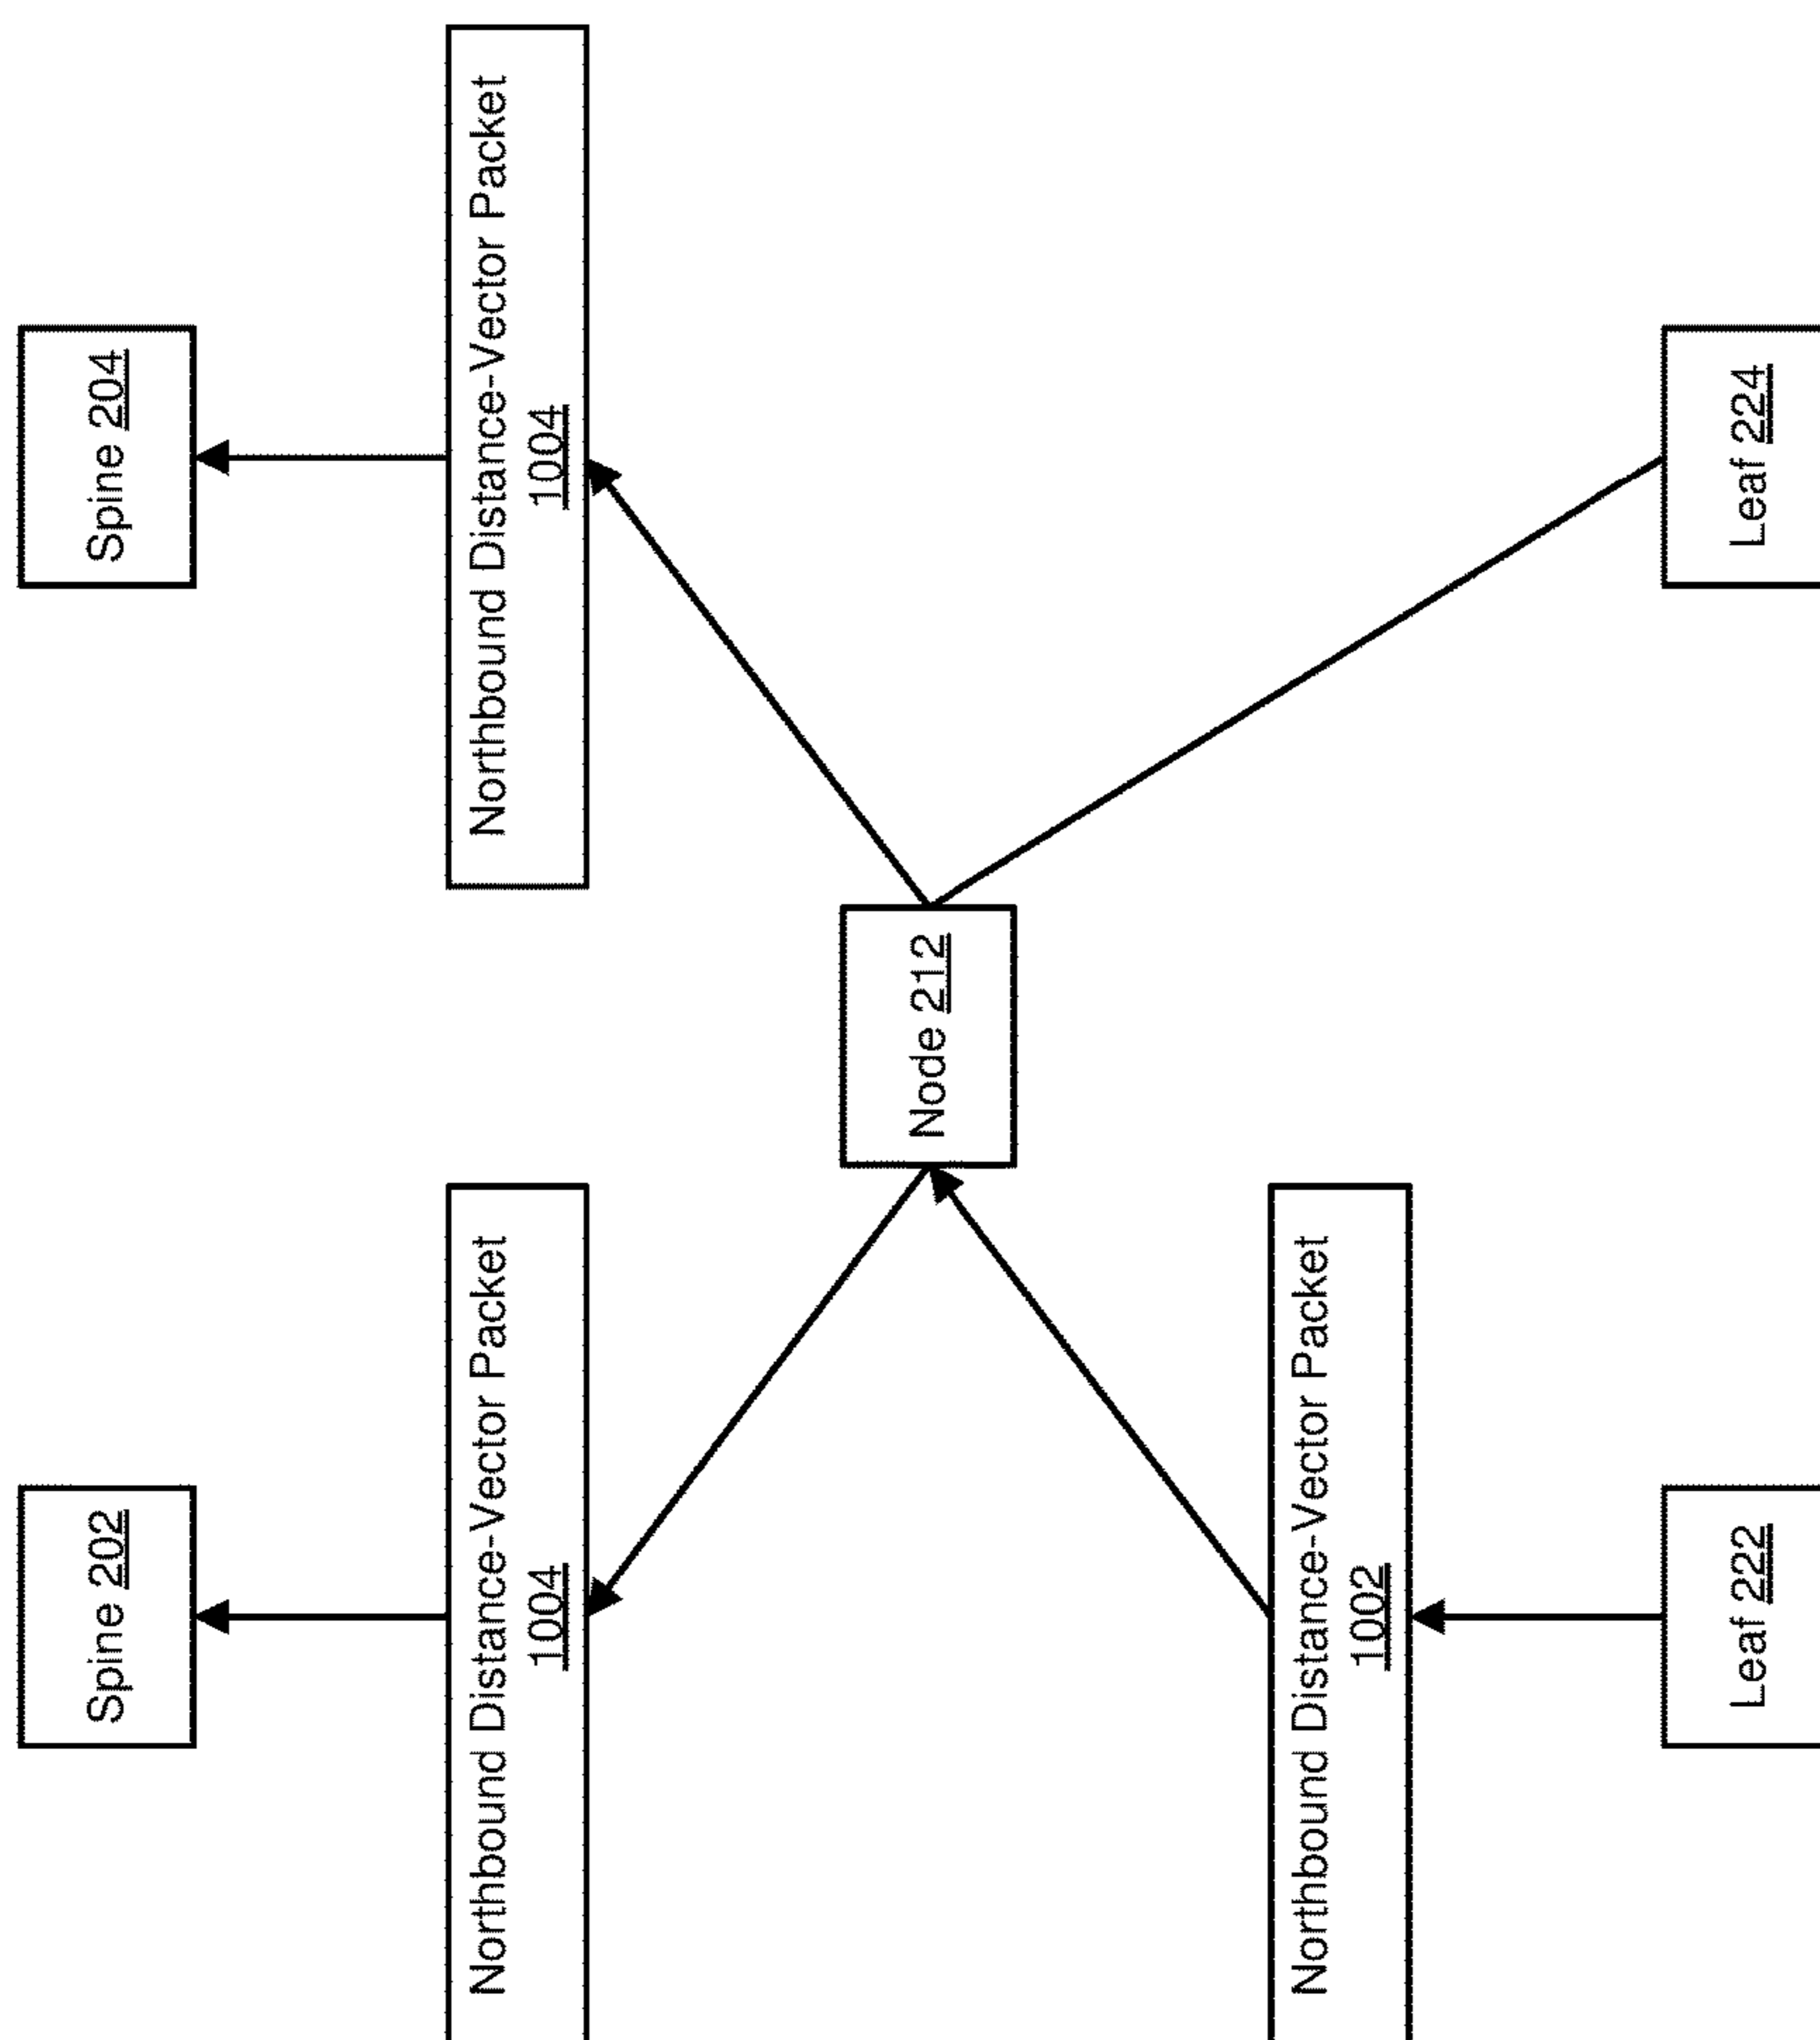 Spine 202
Spine 204
Northbound Distance-Vector Packet
1004
Northbound Distance-Vector Packet
1004
Node 212
Northbound Distance-Vector Packet
1002
Leaf 222
Leaf 224